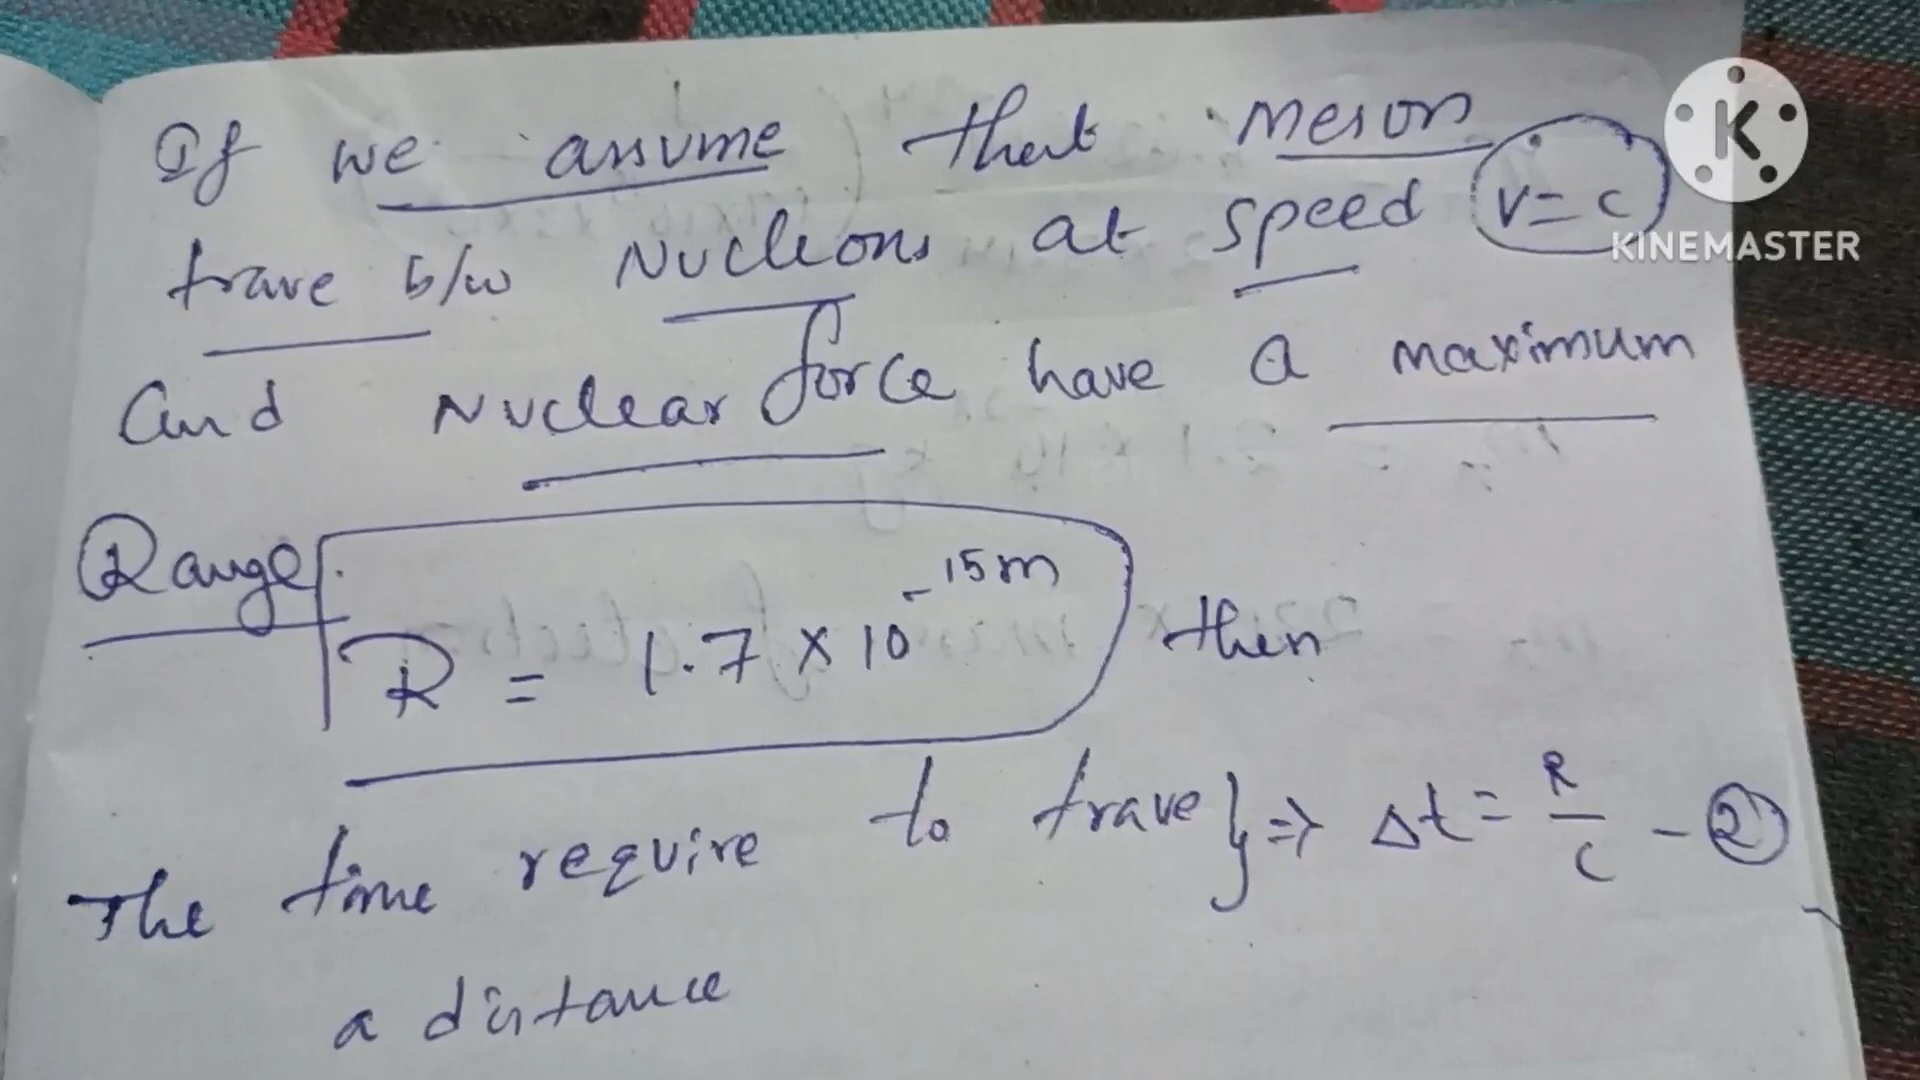 If we assume that meson
trave b/w Nucleons at speed v=c
and Nuclear force have a maximum
Range
R = 1.7 × 10⁻¹⁵ m then
The time require to travel } ⇒ Δt = R/c - ②
a distance
K
KINEMASTER